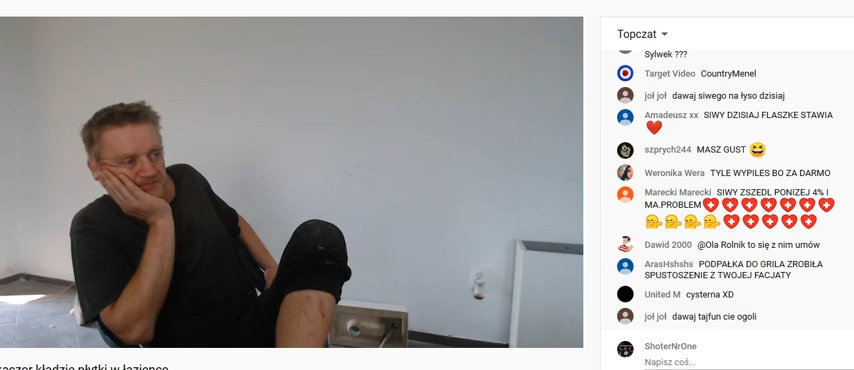 Topczat
Sylwek ???
Target Video CountryMenel
joł joł dawaj siwego na łyso dzisiaj
Amadeusz xx SIWY DZISIAJ FLASZKE STAWIA
❤️
szprych244 MASZ GUST 😆
Weronika Wera TYLE WYPILES BO ZA DARMO
Marecki Marecki SIWY ZSZEDL PONIZEJ 4% I
MA.PROBLEM
Dawid 2000 @Ola Rolnik to się z nim umów
ArasHshshs PODPAŁKA DO GRILA ZROBIŁA
SPUSTOSZENIE Z TWOJEJ FACJATY
United M cysterna XD
joł joł dawaj tajfun cie ogoli
ShoterNrOne
Napisz coś...
kaczor kładzie płytki w łazience